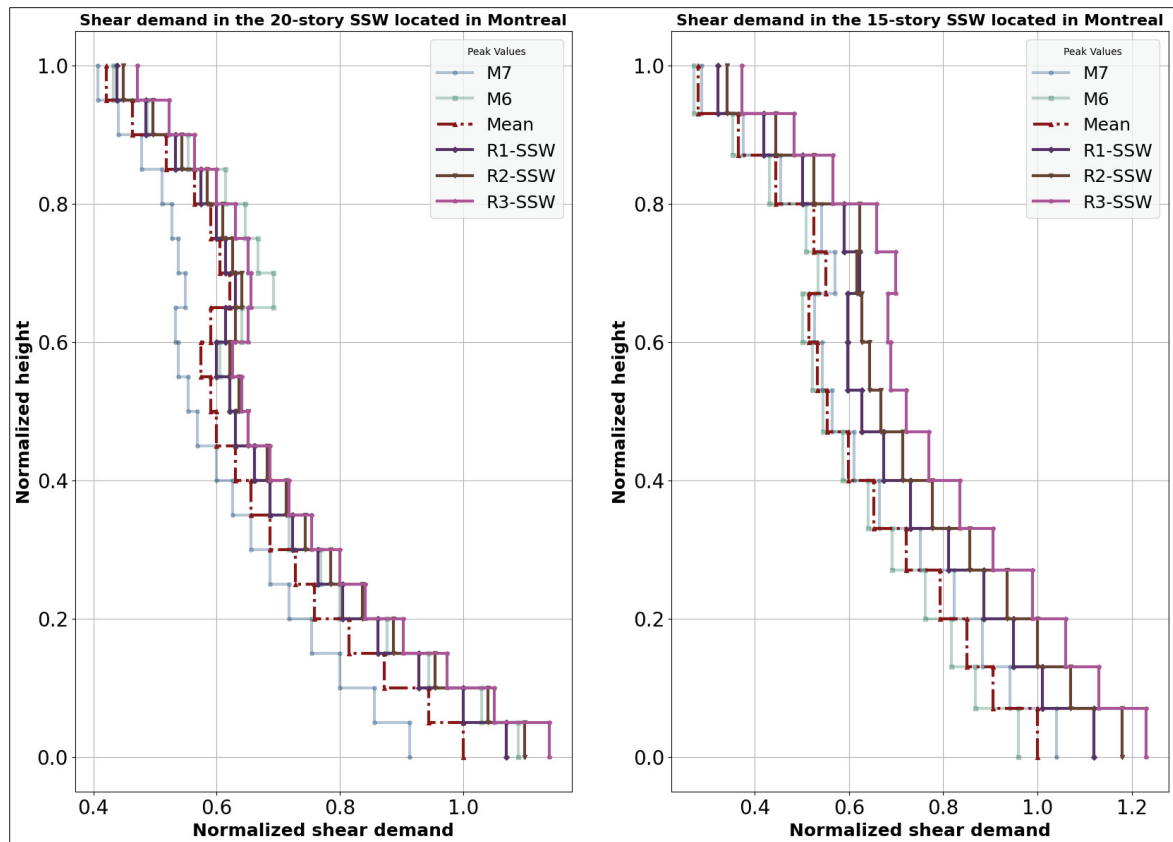 Shear demand in the 20-story SSW located in Montreal
Peak Values
M7
M6
Mean
R1-SSW
R2-SSW
R3-SSW
1.0
0.8
0.6
0.4
0.2
0.0
Normalized height
0.4 0.6 0.8 1.0
Normalized shear demand
Shear demand in the 15-story SSW located in Montreal
Peak Values
M7
M6
Mean
R1-SSW
R2-SSW
R3-SSW
1.0
0.8
0.6
0.4
0.2
0.0
Normalized height
0.4 0.6 0.8 1.0 1.2
Normalized shear demand